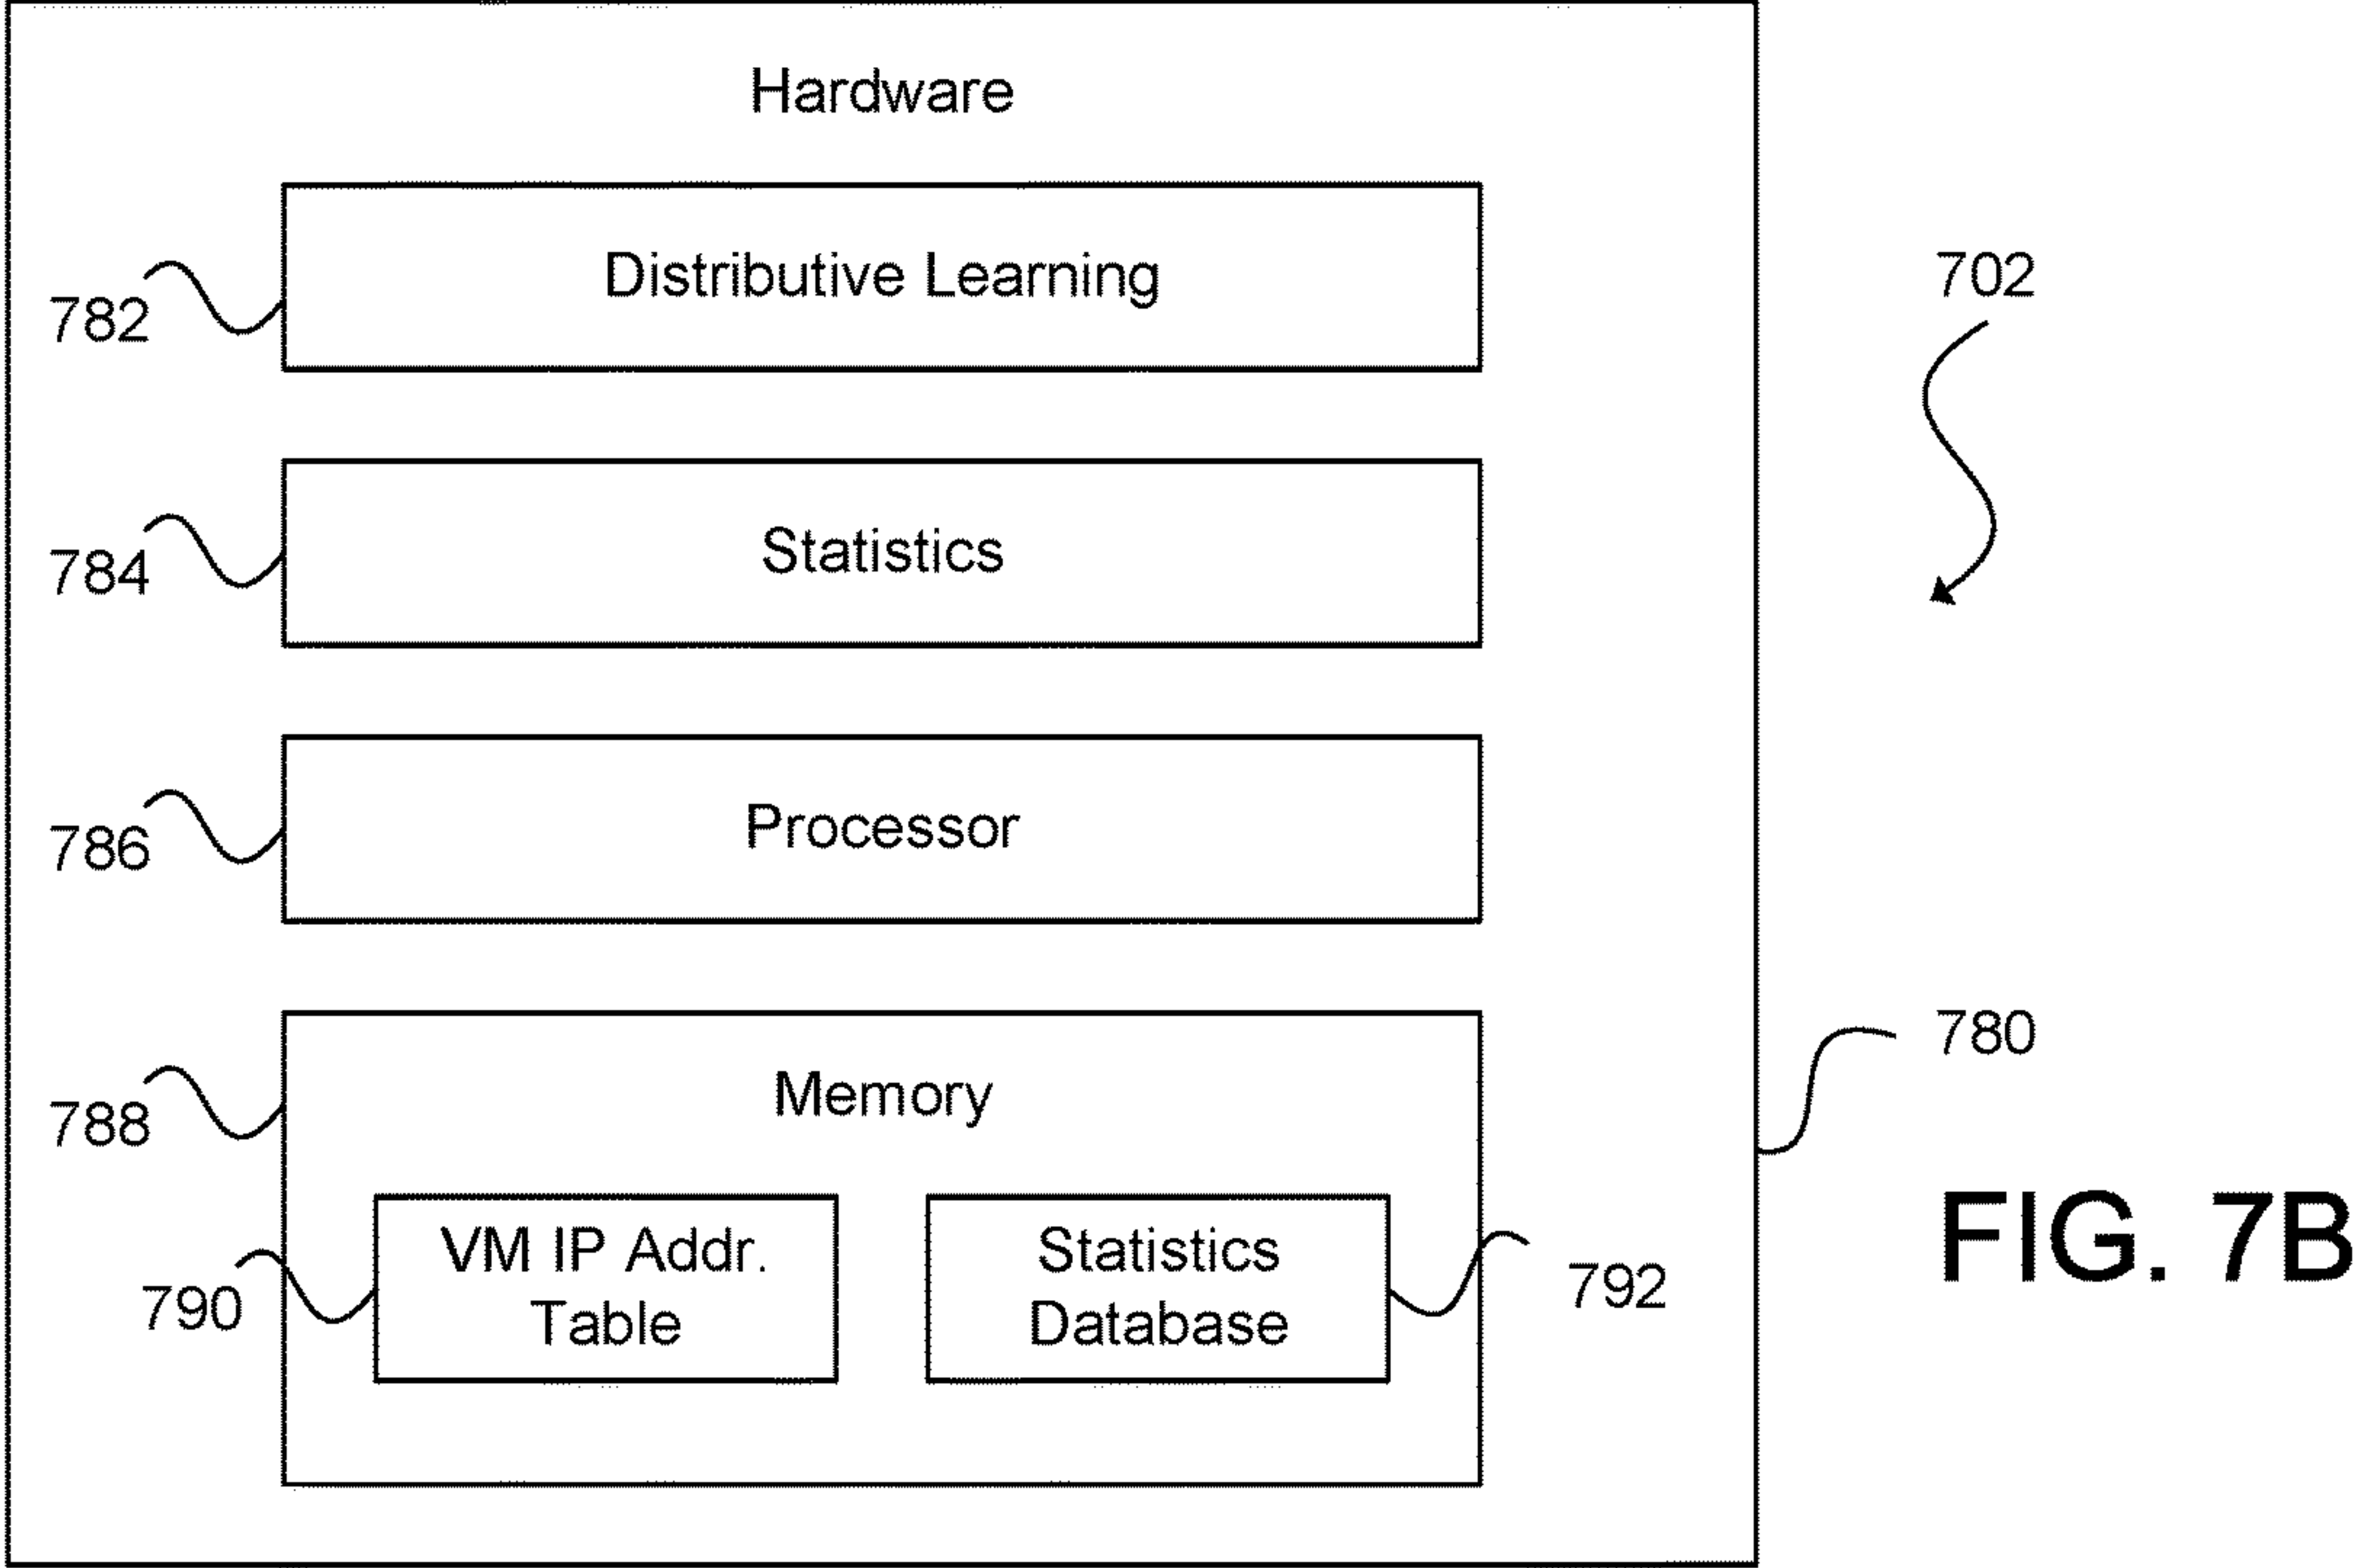 Hardware
Distributive Learning
782
702
Statistics
784
Processor
786
780
Memory
788
VM IP Addr.
Table
790
Statistics
Database
792
FIG. 7B